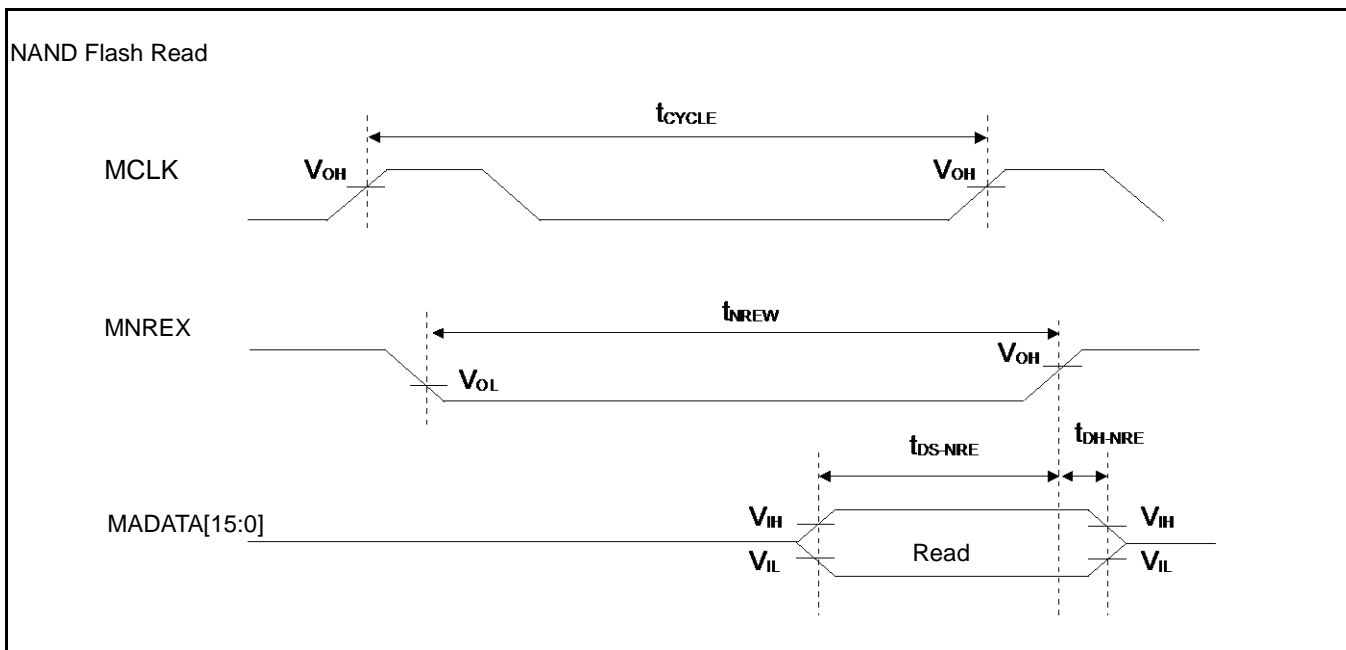 NAND Flash Read
tCYCLE
MCLK
VOH
VOH
tNREW
MNREX
VOH
VOL
tDS-NRE
tDH-NRE
MADATA[15:0]
VIH
VIH
Read
VIL
VIL